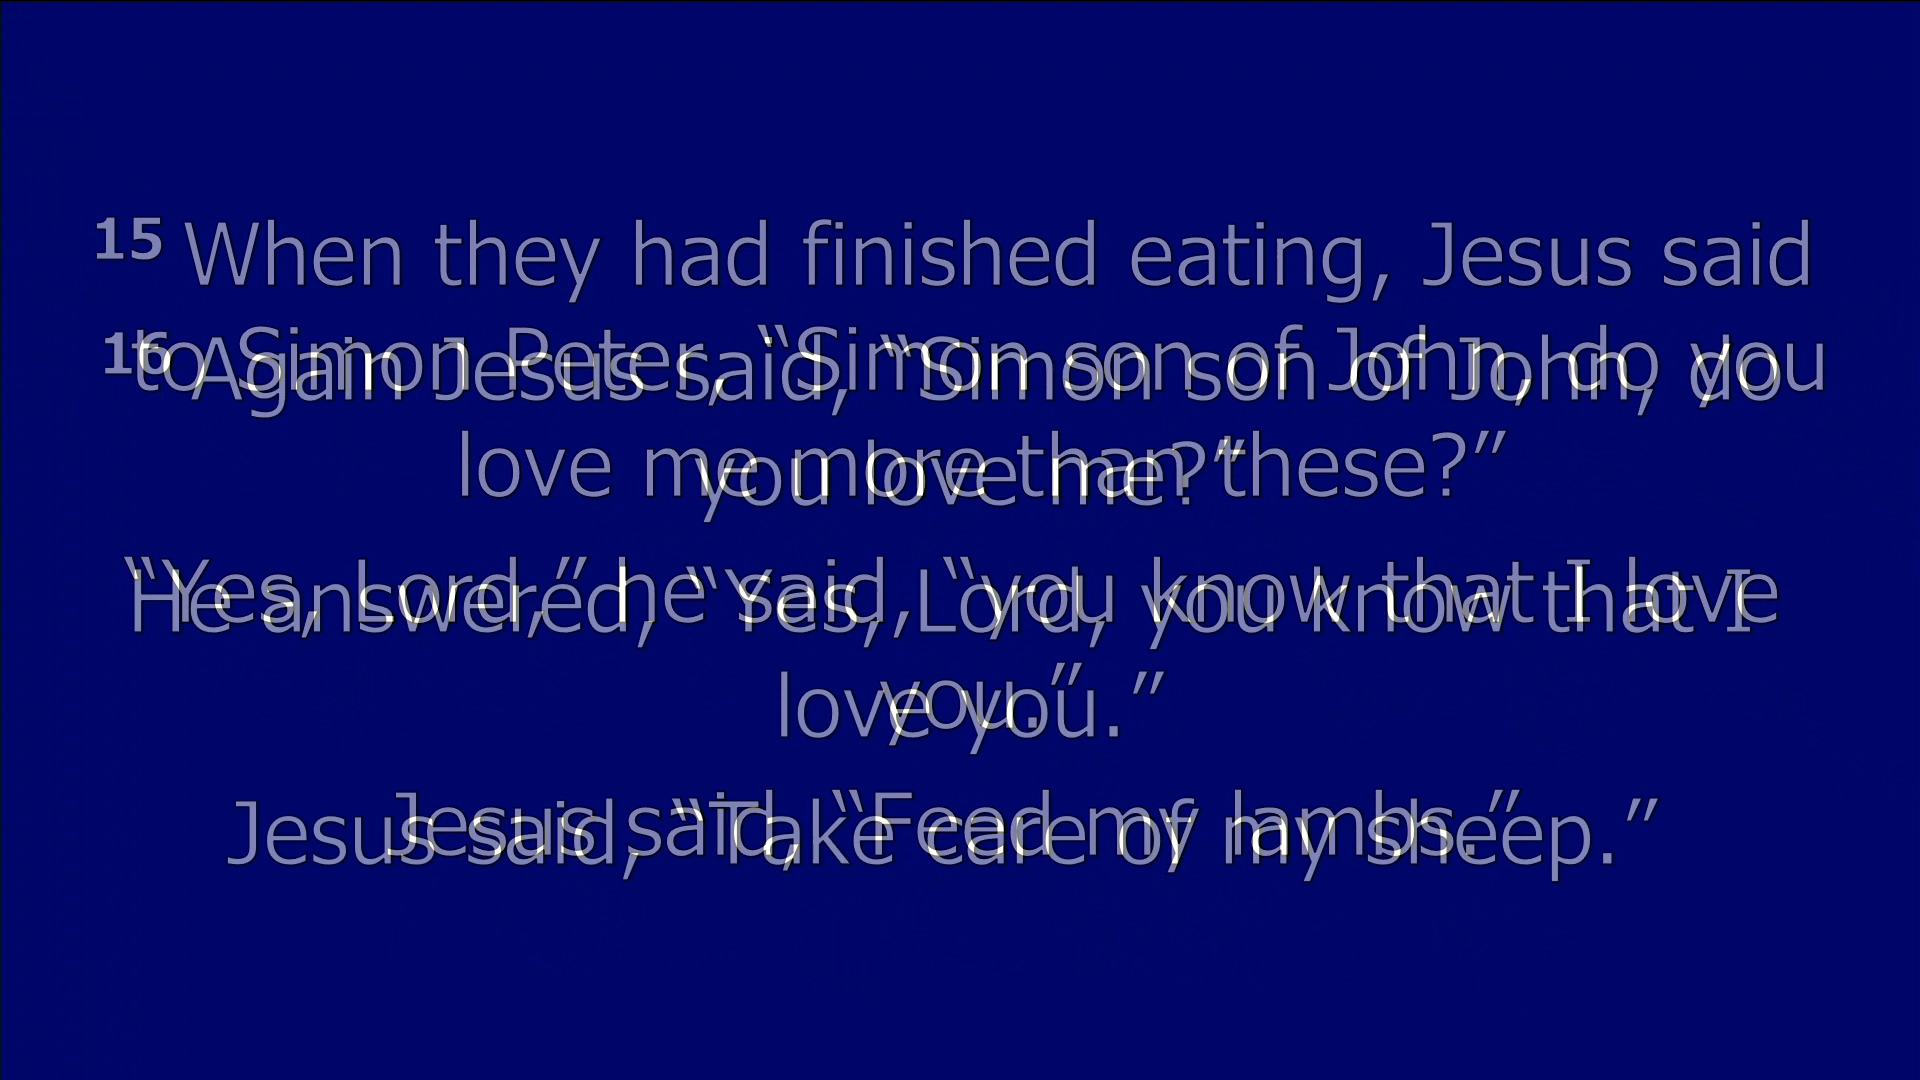 15 When they had finished eating, Jesus said
to Simon Peter, “Simon son of John, do you
love me more than these?”
“Yes, Lord,” he said, “you know that I love
you.”
Jesus said, “Feed my lambs.”
16 Again Jesus said, “Simon son of John, do
you love me?”
He answered, “Yes, Lord, you know that I
love you.”
Jesus said, “Take care of my sheep.”